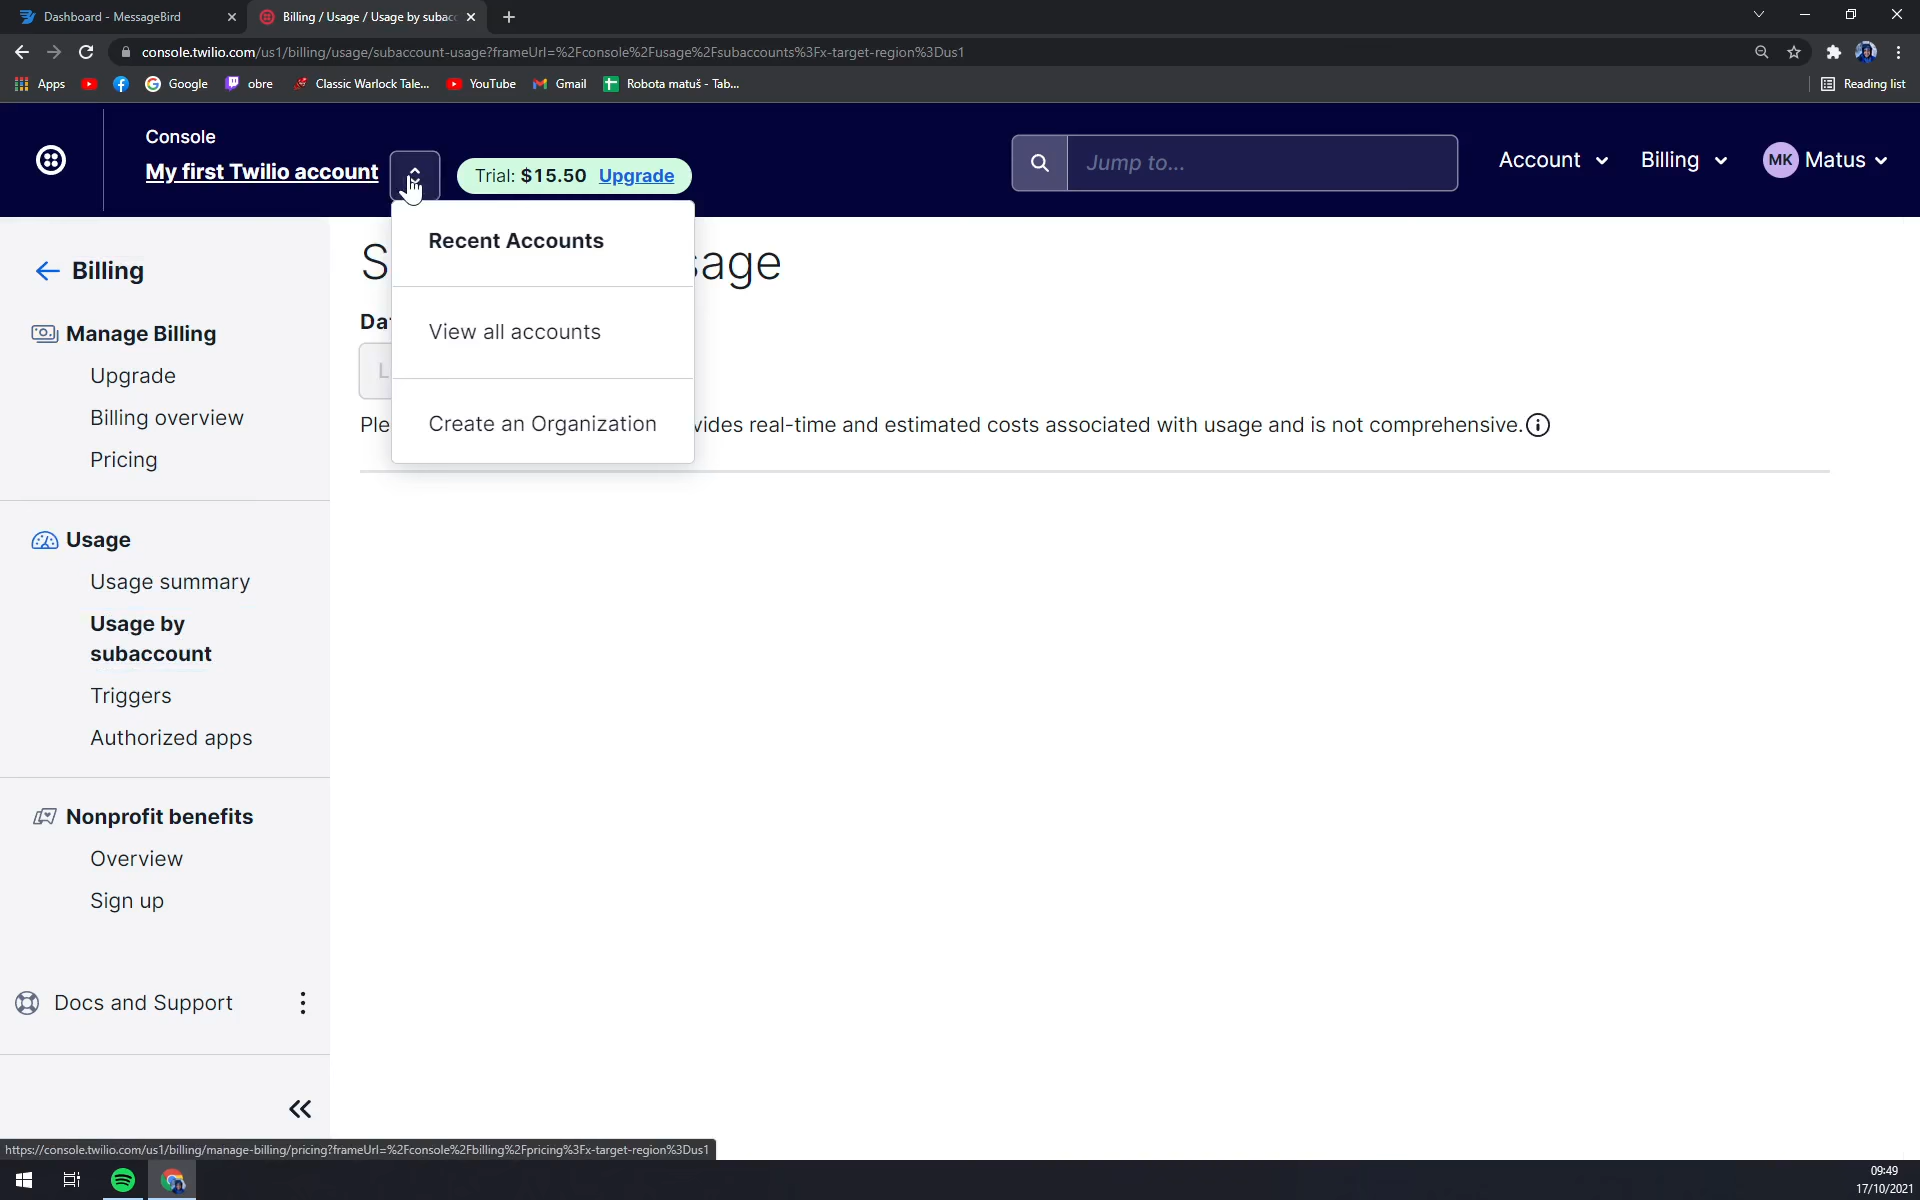 Dashboard - MessageBird
Billing / Usage / Usage by subacc
console.twilio.com/us1/billing/usage/subaccount-usage?frameUrl=%2Fconsole%2Fusage%2Fsubaccounts%3Fx-target-region%3Dus1
Apps
Google
obre
Classic Warlock Tale...
YouTube
Gmail
Robota matuš - Tab...
Reading list
Console
My first Twilio account
Trial: $15.50 Upgrade
Jump to...
Account
Billing
MK Matus
Billing
Manage Billing
Upgrade
Billing overview
Pricing
Usage
Usage summary
Usage by
subaccount
Triggers
Authorized apps
Nonprofit benefits
Overview
Sign up
Docs and Support
Recent Accounts
View all accounts
Create an Organization
S sage
Da
L
Ple vides real-time and estimated costs associated with usage and is not comprehensive.
https://console.twilio.com/us1/billing/manage-billing/pricing?frameUrl=%2Fconsole%2Fbilling%2Fpricing%3Fx-target-region%3Dus1
09:49
17/10/2021